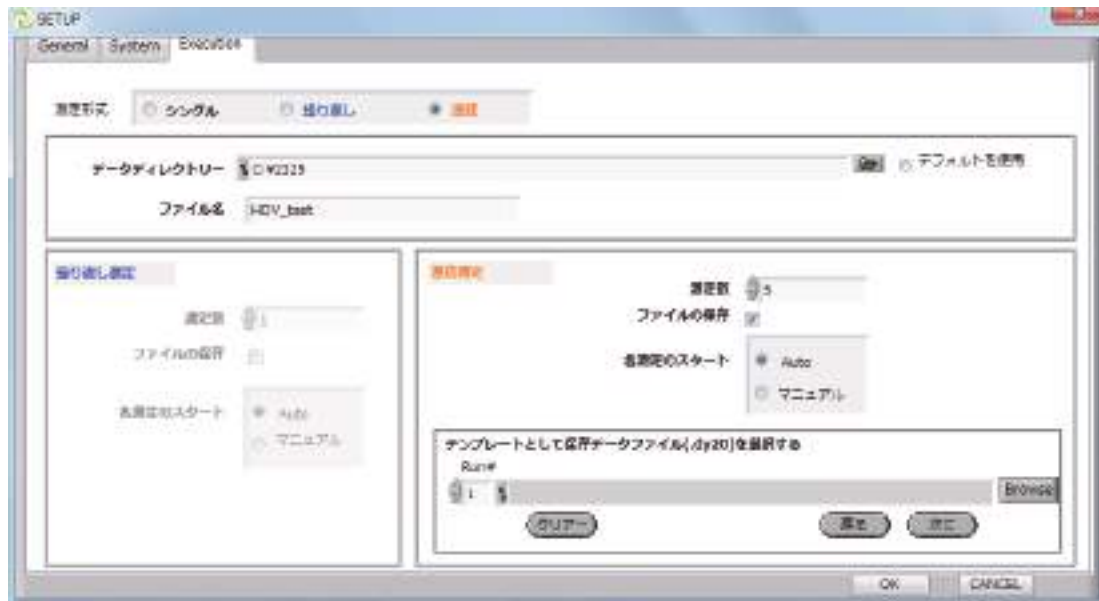 SETUP
General System Execution
測定形式 シングル 繰り返し 連続
データディレクトリー デフォルトを使用
ファイル名 HDV_test
繰り返し測定
測定数 1
ファイルの保存
各測定のスタート Auto
マニュアル
連続測定
測定数 5
ファイルの保存
各測定のスタート Auto
マニュアル
テンプレートとして保存データファイル(.dy20)を選択する
Run#
1 Browse
クリアー 戻る 次に
OK CANCEL